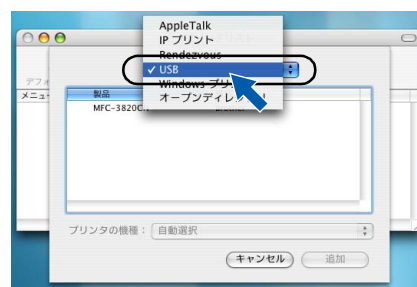 AppleTalk
IP プリント
Rendezvous
✓ USB
Windows プリ
オープンディレ
デフォ
メニュー
製品
MFC-3820C
プリンタの機種： 自動選択
キャンセル 追加